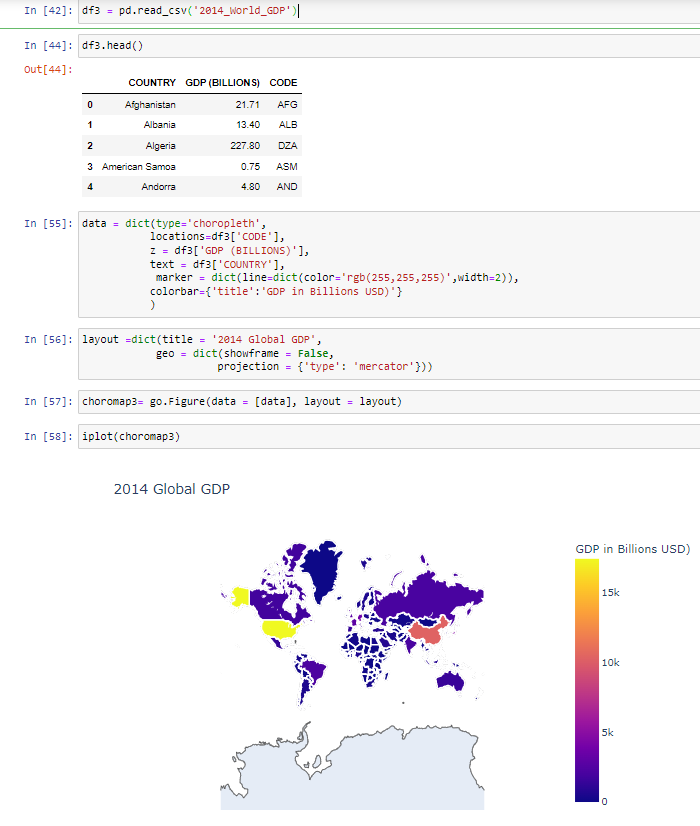 In [42]: df3 = pd.read_csv('2014_World_GDP')
In [44]: df3.head()
Out[44]:
COUNTRY GDP (BILLIONS) CODE
0 Afghanistan 21.71 AFG
1 Albania 13.40 ALB
2 Algeria 227.80 DZA
3 American Samoa 0.75 ASM
4 Andorra 4.80 AND
In [55]: data = dict(type='choropleth',
locations=df3['CODE'],
z = df3['GDP (BILLIONS)'],
text = df3['COUNTRY'],
marker = dict(line=dict(color='rgb(255,255,255)',width=2)),
colorbar={'title':'GDP in Billions USD)'}
)
In [56]: layout =dict(title = '2014 Global GDP',
geo = dict(showframe = False,
projection = {'type': 'mercator'}))
In [57]: choromap3= go.Figure(data = [data], layout = layout)
In [58]: iplot(choromap3)
2014 Global GDP
GDP in Billions USD)
15k
10k
5k
0